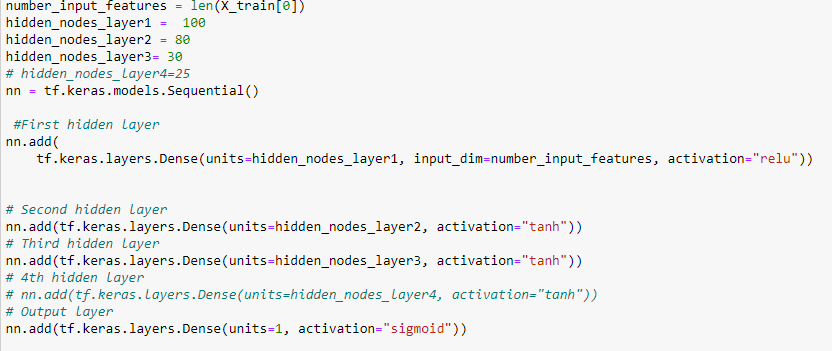 number_input_features = len(X_train[0])
hidden_nodes_layer1 =  100
hidden_nodes_layer2 = 80
hidden_nodes_layer3= 30
# hidden_nodes_layer4=25
nn = tf.keras.models.Sequential()
#First hidden layer
nn.add(
    tf.keras.layers.Dense(units=hidden_nodes_layer1, input_dim=number_input_features, activation="relu"))
# Second hidden layer
nn.add(tf.keras.layers.Dense(units=hidden_nodes_layer2, activation="tanh"))
# Third hidden layer
nn.add(tf.keras.layers.Dense(units=hidden_nodes_layer3, activation="tanh"))
# 4th hidden layer
# nn.add(tf.keras.layers.Dense(units=hidden_nodes_layer4, activation="tanh"))
# Output layer
nn.add(tf.keras.layers.Dense(units=1, activation="sigmoid"))